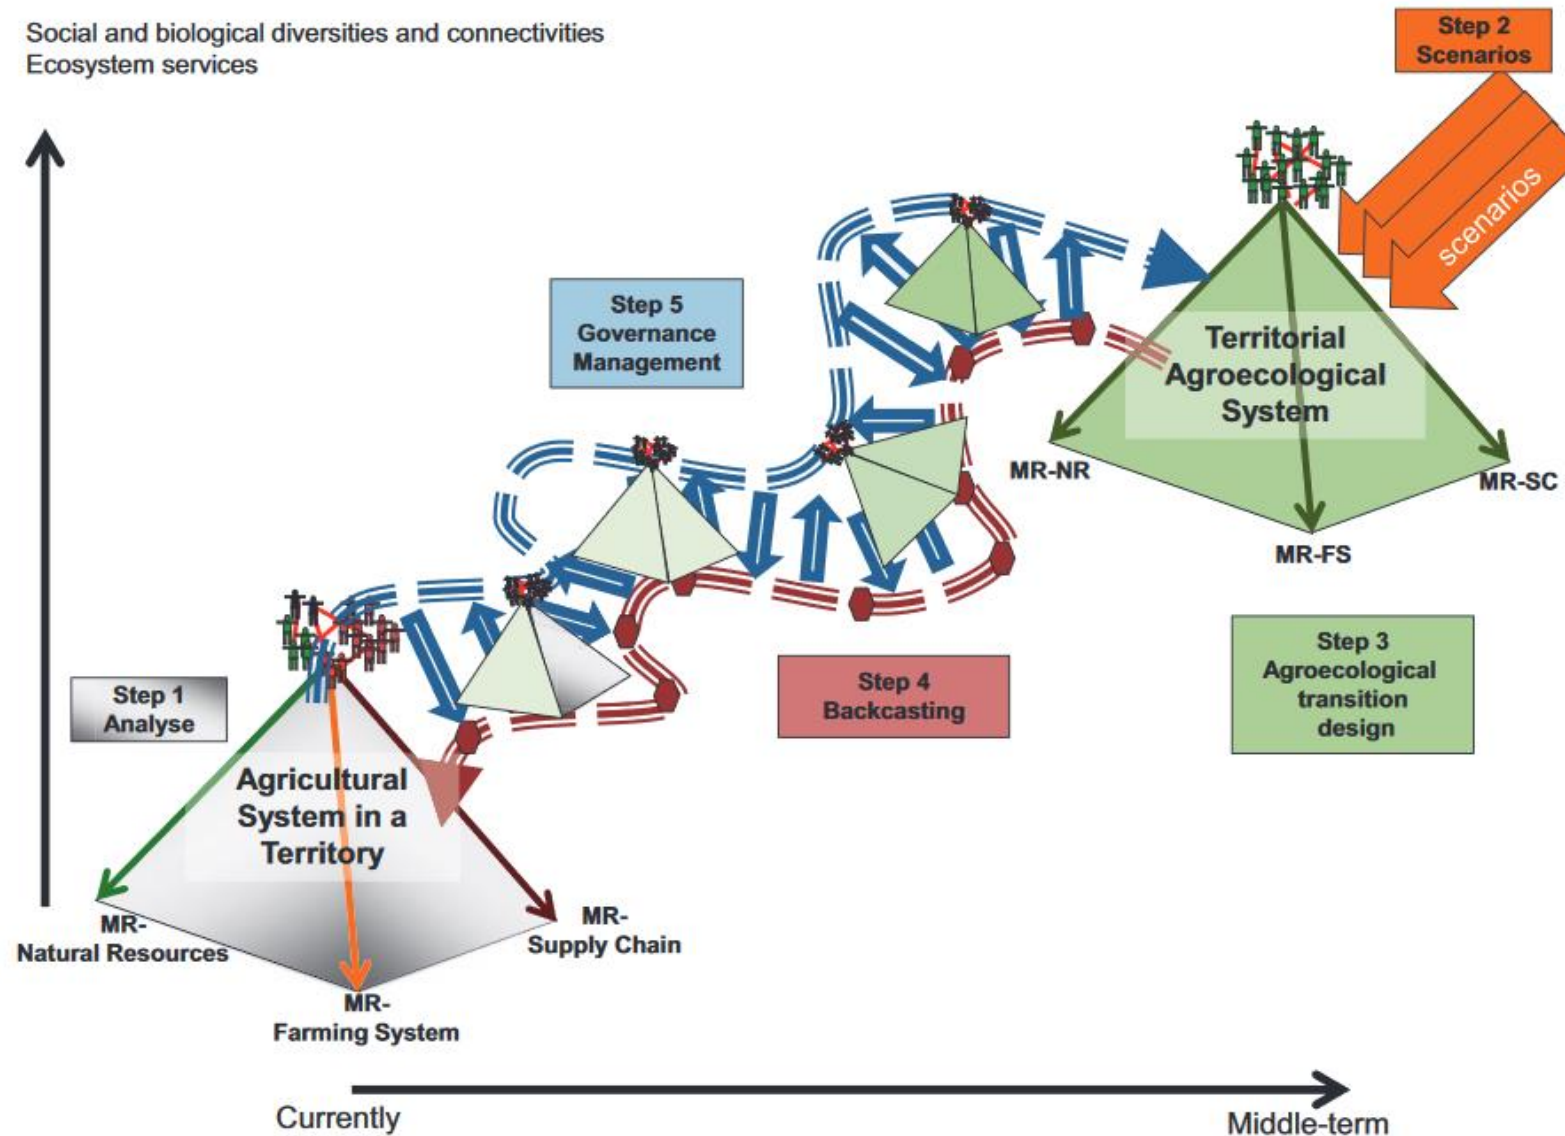 Social and biological diversities and connectivities
Ecosystem services
Step 2
Scenarios
scenarios
Step 5
Governance
Management
Territorial
Agroecological
System
MR-NR
MR-SC
MR-FS
Step 3
Agroecological
transition
design
Step 4
Backcasting
Step 1
Analyse
Agricultural
System in a
Territory
MR-
Natural Resources
MR-
Supply Chain
MR-
Farming System
Currently
Middle-term